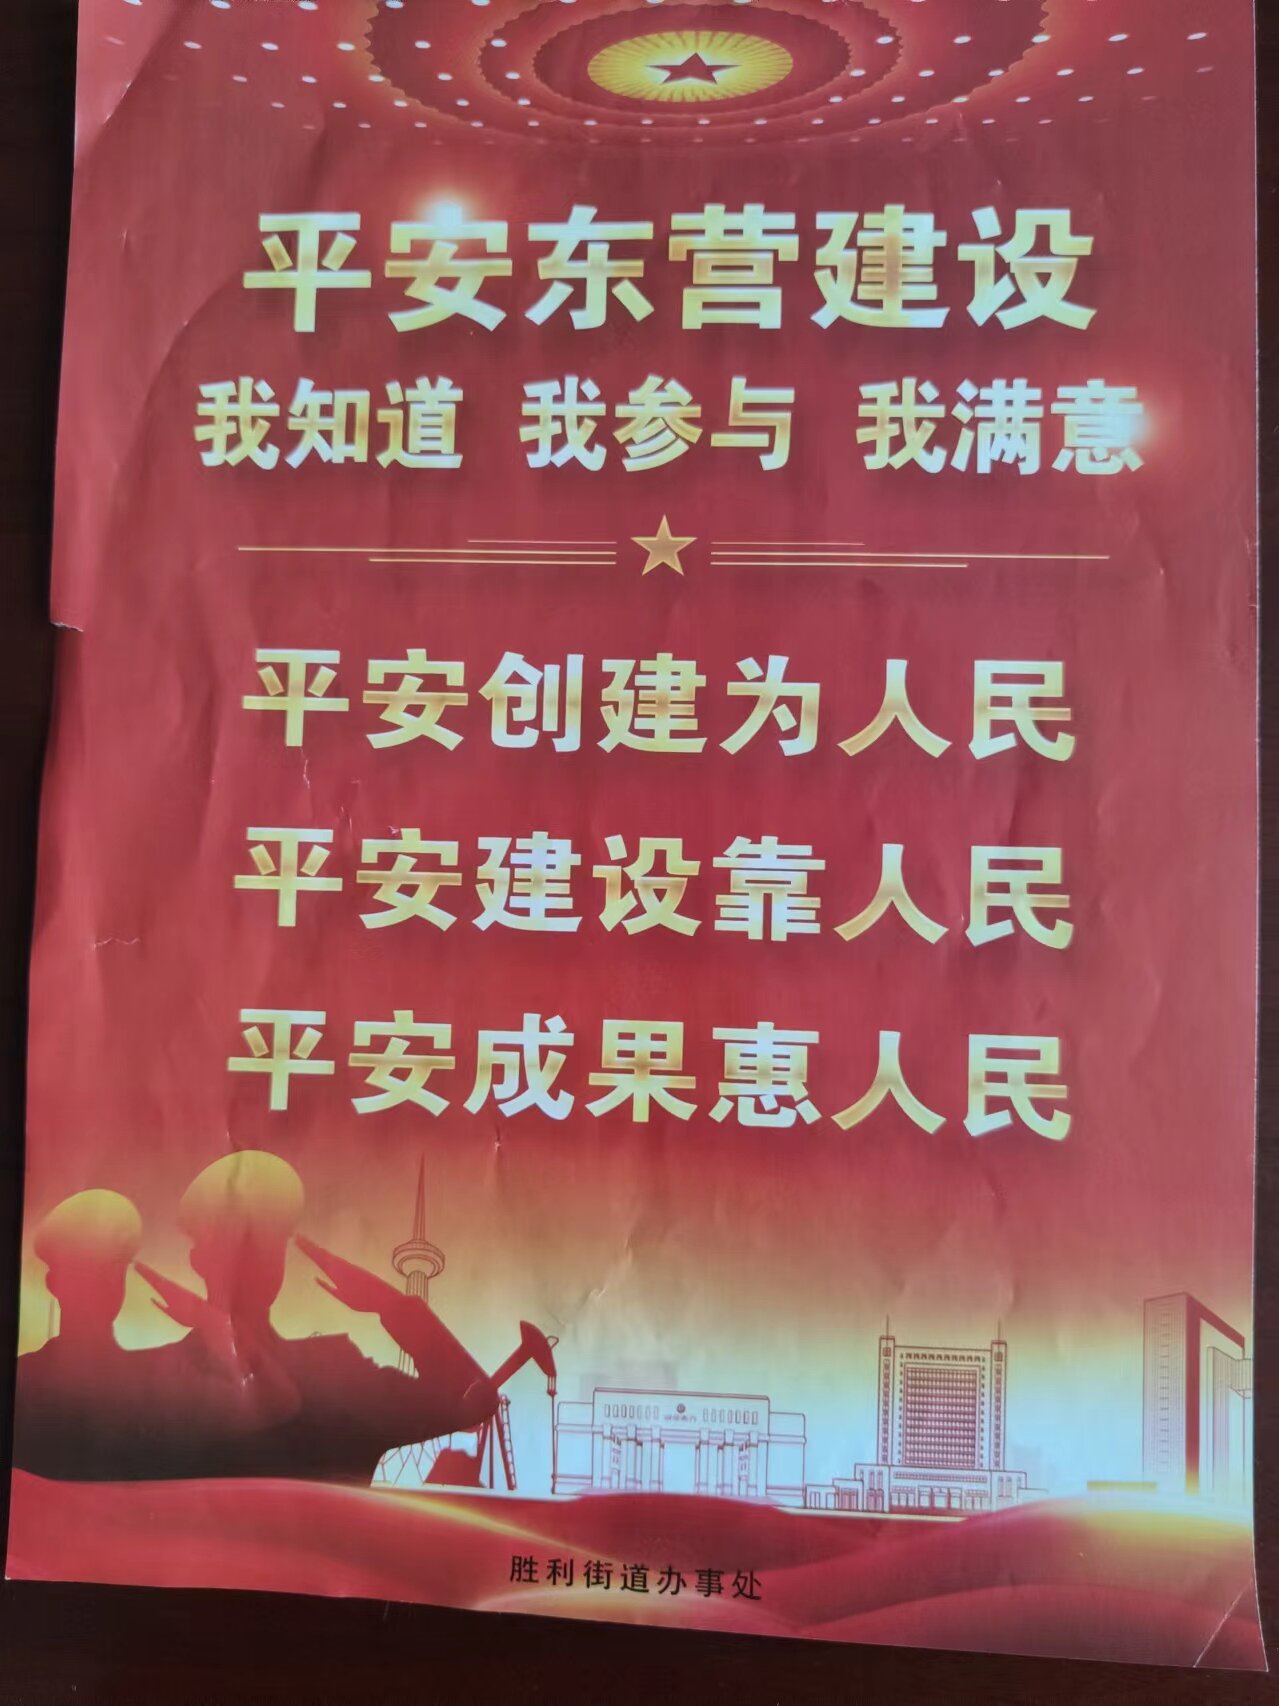 平安东营建设
我知道 我参与 我满意
平安创建为人民
平安建设靠人民
平安成果惠人民
胜利街道办事处